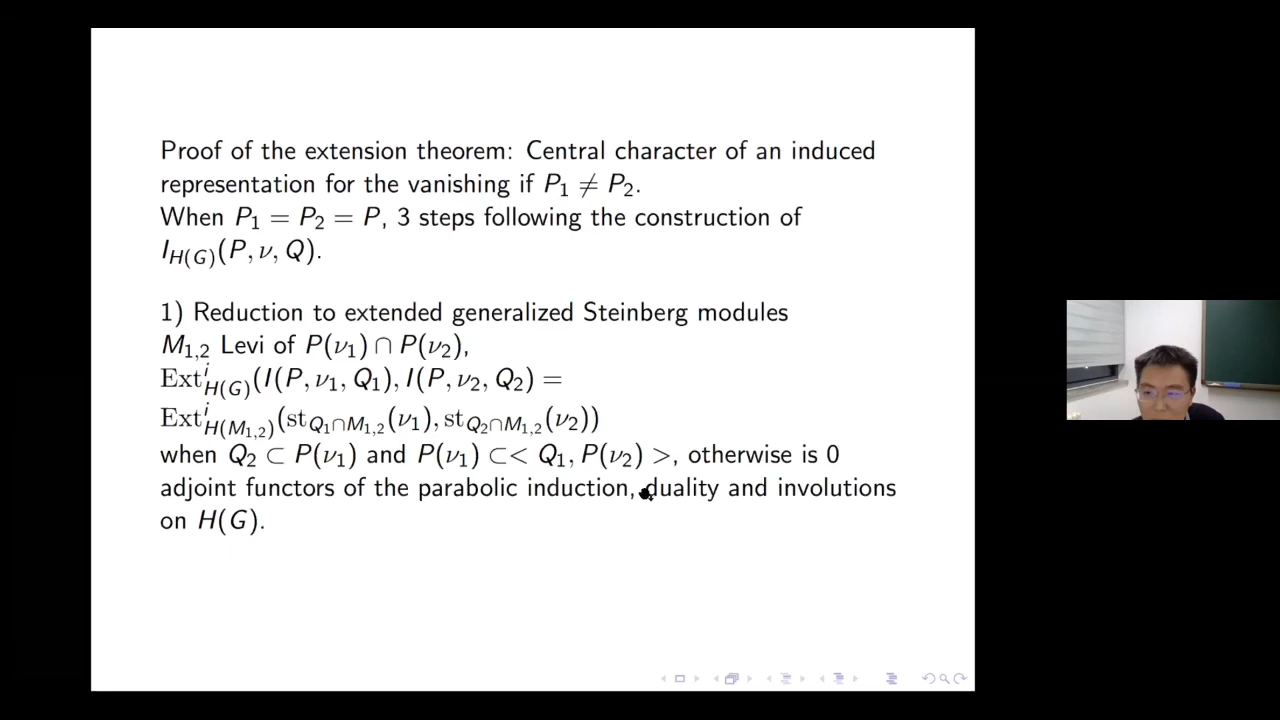 Proof of the extension theorem: Central character of an induced
representation for the vanishing if P₁ ≠ P₂.
When P₁ = P₂ = P, 3 steps following the construction of
I_{H(G)}(P, ν, Q).
1) Reduction to extended generalized Steinberg modules
M_{1,2} Levi of P(ν₁) ∩ P(ν₂),
Ext^i_{H(G)}(I(P, ν₁, Q₁), I(P, ν₂, Q₂) =
Ext^i_{H(M_{1,2})}(st_{Q₁∩M_{1,2}}(ν₁), st_{Q₂∩M_{1,2}}(ν₂))
when Q₂ ⊂ P(ν₁) and P(ν₁) ⊂< Q₁, P(ν₂) >, otherwise is 0
adjoint functors of the parabolic induction, duality and involutions
on H(G).